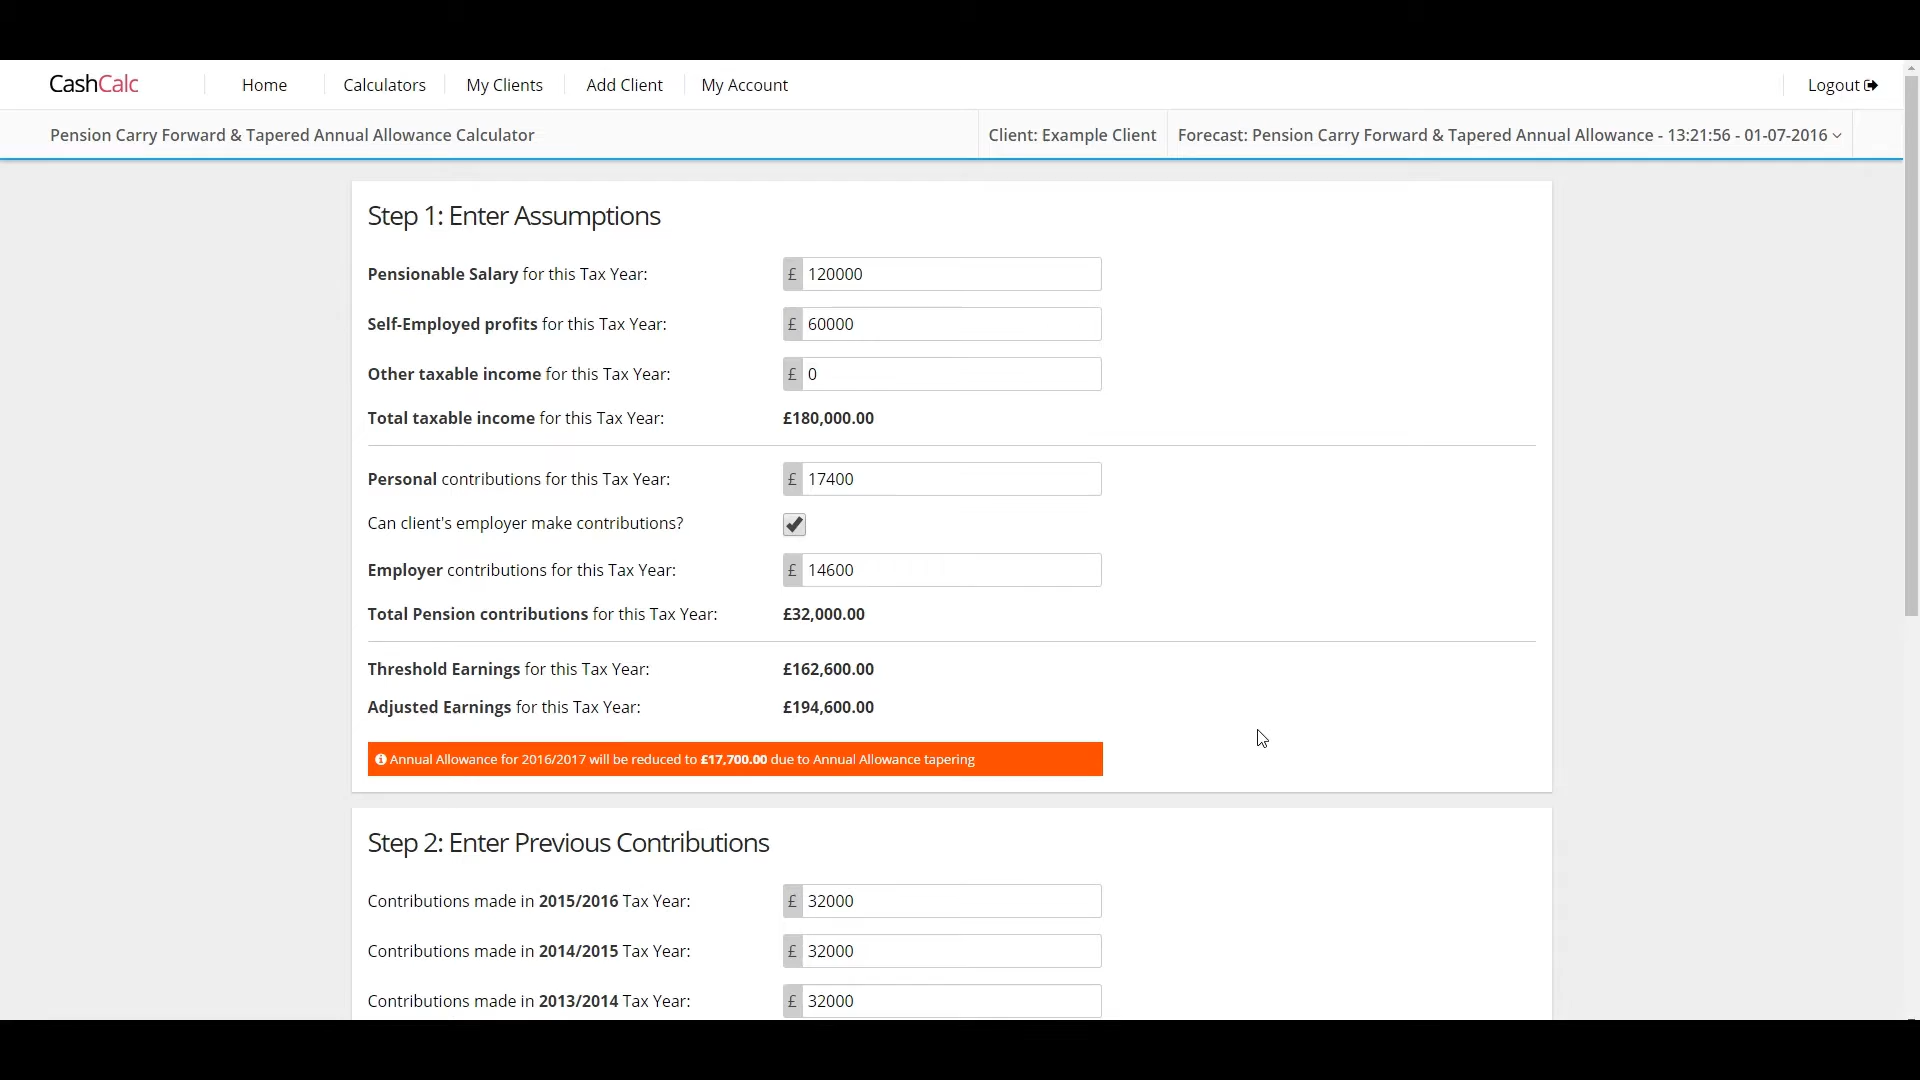 CashCalc Home Calculators My Clients Add Client My Account Logout
Pension Carry Forward & Tapered Annual Allowance Calculator Client: Example Client Forecast: Pension Carry Forward & Tapered Annual Allowance - 13:21:56 - 01-07-2016
Step 1: Enter Assumptions
Pensionable Salary for this Tax Year: £ 120000
Self-Employed profits for this Tax Year: £ 60000
Other taxable income for this Tax Year: £ 0
Total taxable income for this Tax Year: £180,000.00
Personal contributions for this Tax Year: £ 17400
Can client's employer make contributions?
Employer contributions for this Tax Year: £ 14600
Total Pension contributions for this Tax Year: £32,000.00
Threshold Earnings for this Tax Year: £162,600.00
Adjusted Earnings for this Tax Year: £194,600.00
Annual Allowance for 2016/2017 will be reduced to £17,700.00 due to Annual Allowance tapering
Step 2: Enter Previous Contributions
Contributions made in 2015/2016 Tax Year: £ 32000
Contributions made in 2014/2015 Tax Year: £ 32000
Contributions made in 2013/2014 Tax Year: £ 32000